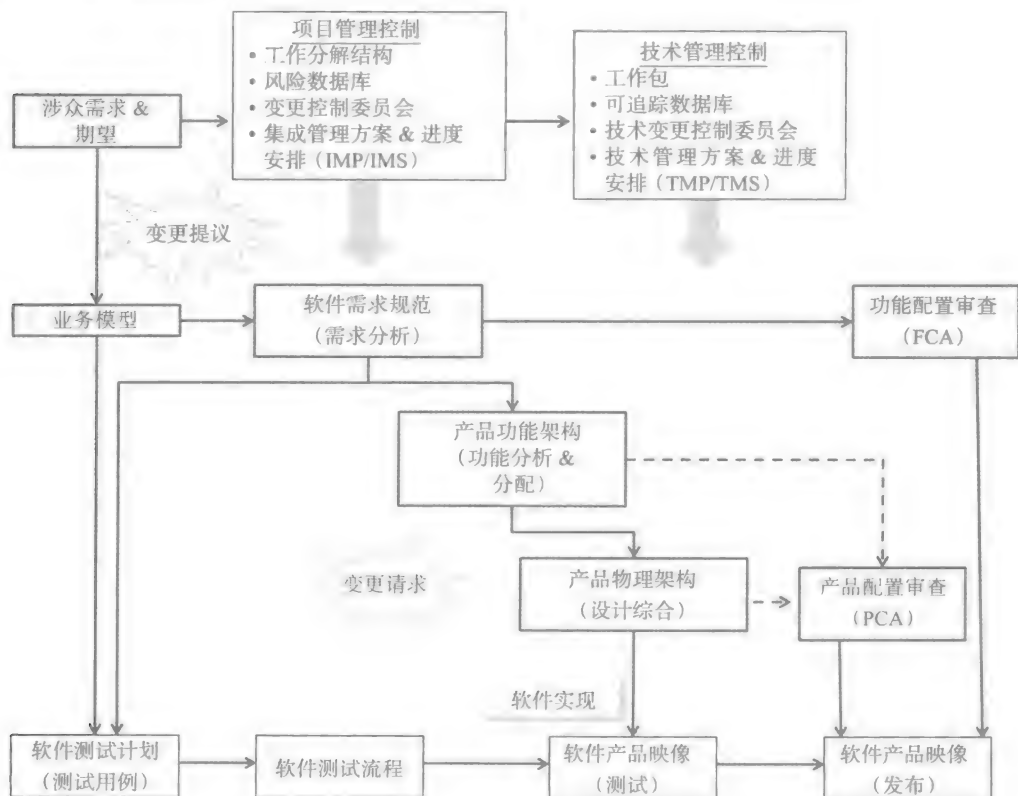 项目管理控制
• 工作分解结构
• 风险数据库
• 变更控制委员会
• 集成管理方案 & 进度
安排（IMP/IMS）
技术管理控制
• 工作包
• 可追踪数据库
• 技术变更控制委员会
• 技术管理方案 & 进度
安排（TMP/TMS）
涉众需求 &
期望
变更提议
业务模型
软件需求规范
（需求分析）
功能配置审查
（FCA）
产品功能架构
（功能分析 &
分配）
变更请求
产品物理架构
（设计综合）
产品配置审查
（PCA）
软件实现
软件测试计划
（测试用例）
软件测试流程
软件产品映像
（测试）
软件产品映像
（发布）